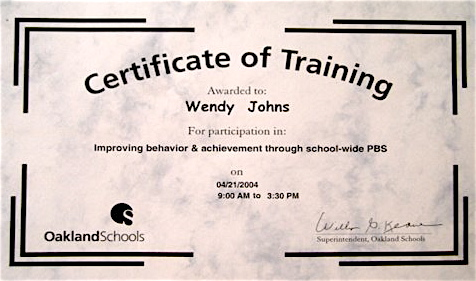 Certificate of Training
Awarded to:
Wendy Johns
For participation in:
Improving behavior & achievement through school-wide PBS
on
04/21/2004
9:00 AM to 3:30 PM
OaklandSchools
Superintendent, Oakland Schools